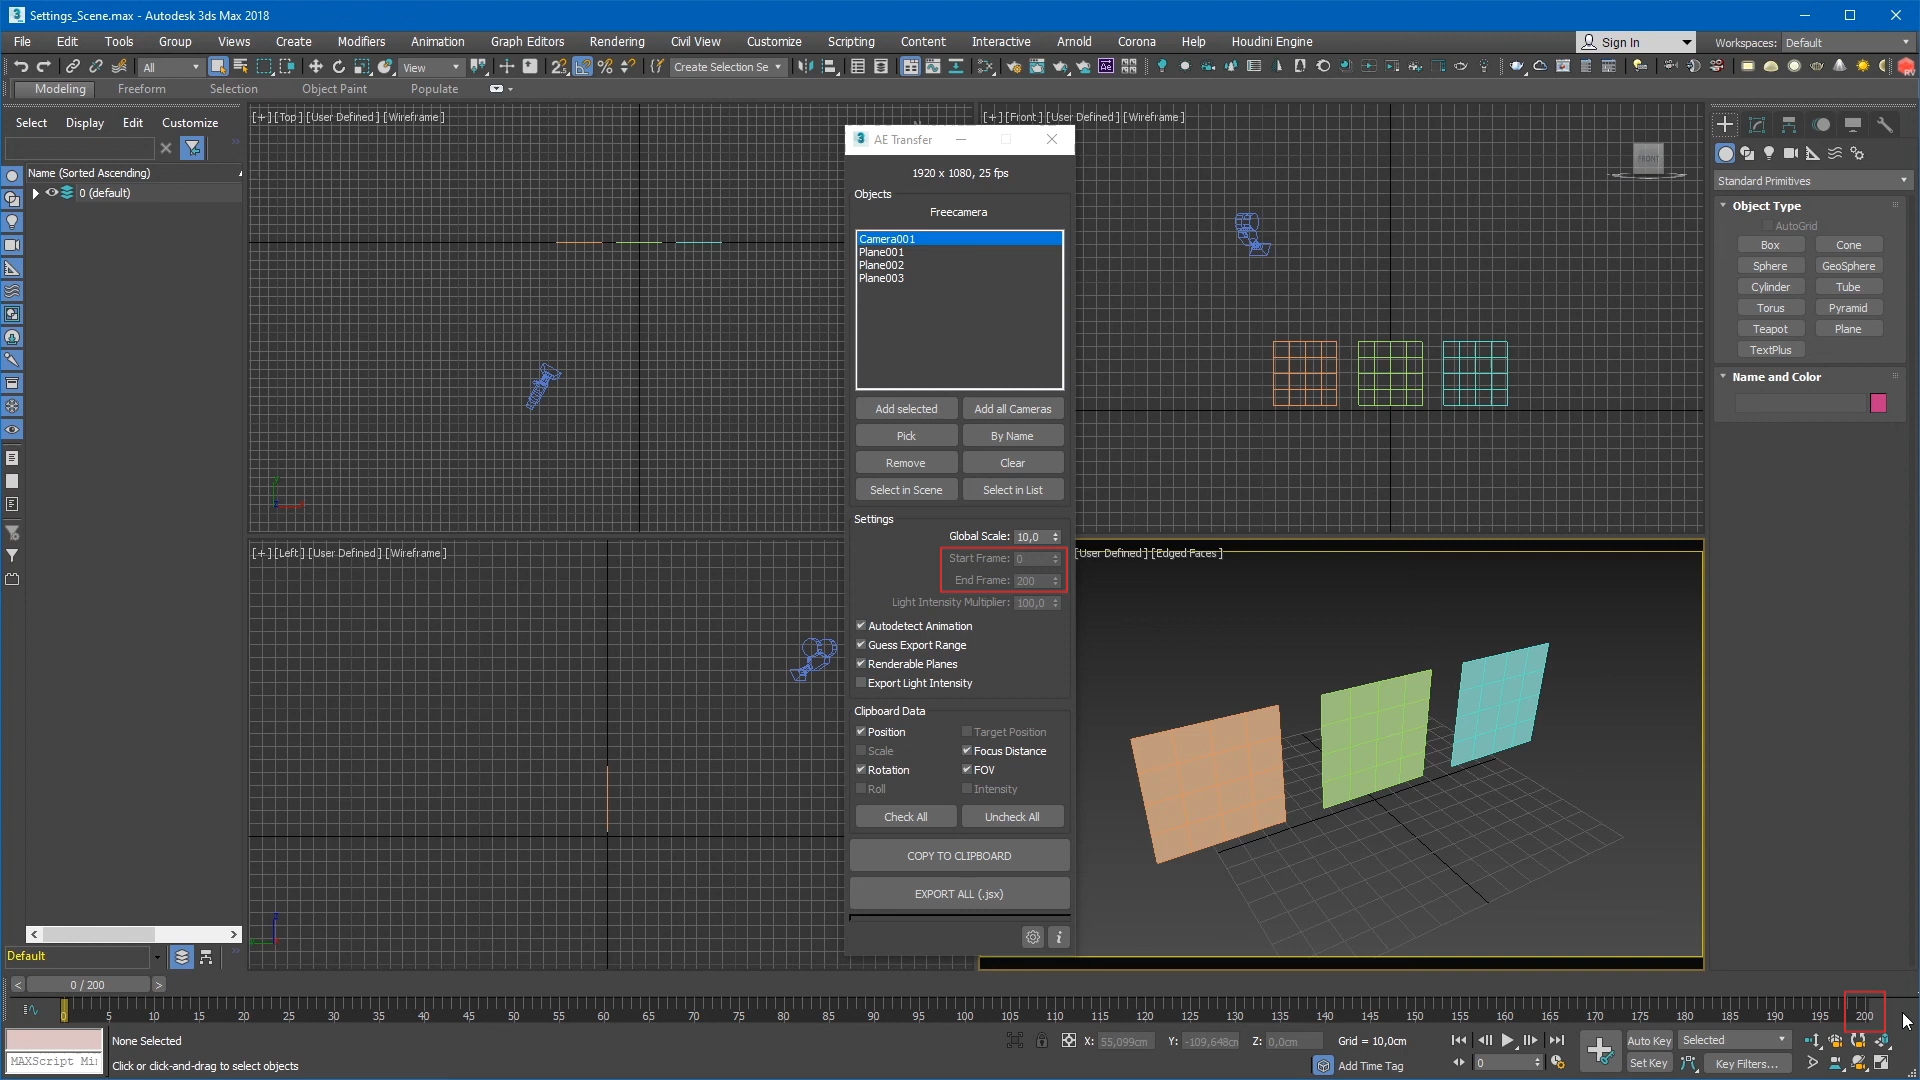 Settings_Scene.max - Autodesk 3ds Max 2018
File Edit Tools Group Views Create Modifiers Animation Graph Editors Rendering Civil View Customize Scripting Content Interactive Arnold Corona Help Houdini Engine Sign In Workspaces: Default
All View Create Selection Se
Modeling Freeform Selection Object Paint Populate
Select Display Edit Customize
Name (Sorted Ascending)
0 (default)
Default
[+] [Top] [User Defined] [Wireframe]
[+] [Front] [User Defined] [Wireframe]
FRONT
[+] [Left] [User Defined] [Wireframe]
[User Defined] [Edged Faces]
AE Transfer
1920 x 1080, 25 fps
Objects
Freecamera
Camera001
Plane001
Plane002
Plane003
Add selected Add all Cameras
Pick By Name
Remove Clear
Select in Scene Select in List
Settings
Global Scale: 10,0
Start Frame: 0
End Frame: 200
Light Intensity Multiplier: 100,0
Autodetect Animation
Guess Export Range
Renderable Planes
Export Light Intensity
Clipboard Data
Position Target Position
Scale Focus Distance
Rotation FOV
Roll Intensity
Check All Uncheck All
COPY TO CLIPBOARD
EXPORT ALL (.jsx)
Standard Primitives
Object Type
AutoGrid
Box Cone
Sphere GeoSphere
Cylinder Tube
Torus Pyramid
Teapot Plane
TextPlus
Name and Color
< 0 / 200 >
0 5 10 15 20 25 30 35 40 45 50 55 60 65 70 75 80 85 90 95 100 105 110 115 120 125 130 135 140 145 150 155 160 165 170 175 180 185 190 195 200
None Selected X: 55,099cm Y: -109,648cm Z: 0,0cm Grid = 10,0cm Auto Key Selected
MAXScript Mi Click or click-and-drag to select objects Add Time Tag 0 Set Key Key Filters...